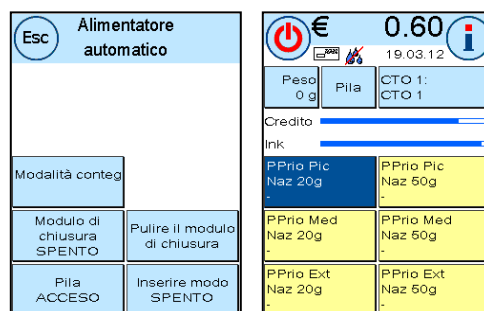 Esc
Alimentatore
automatico
Modalità conteg
Modulo di
chiusura
SPENTO
Pulire il modulo
di chiusura
Pila
ACCESO
Inserire modo
SPENTO
€ 0.60
19.03.12
i
Peso
0 g
Pila
CTO 1:
CTO 1
Credito
Ink
PPrio Pic
Naz 20g
-
PPrio Pic
Naz 50g
-
PPrio Med
Naz 20g
-
PPrio Med
Naz 50g
-
PPrio Ext
Naz 20g
-
PPrio Ext
Naz 50g
-